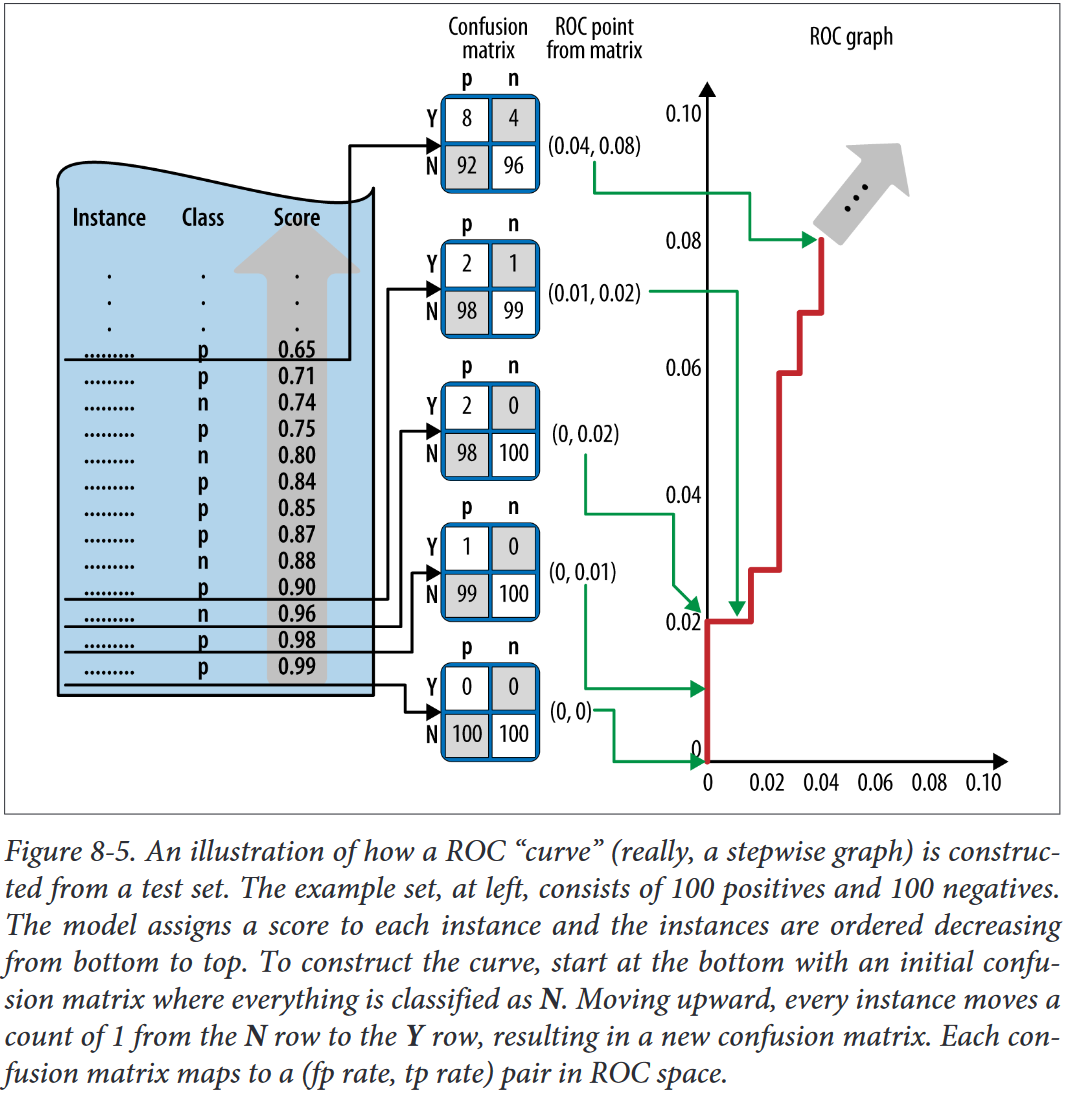 Confusion matrix
ROC point from matrix
ROC graph
p n
Y 8 4
N 92 96
(0.04, 0.08)
p n
Y 2 1
N 98 99
(0.01, 0.02)
p n
Y 2 0
N 98 100
(0, 0.02)
p n
Y 1 0
N 99 100
(0, 0.01)
p n
Y 0 0
N 100 100
(0, 0)
Instance Class Score
. . .
. . .
. . .
......... p 0.65
......... p 0.71
......... n 0.74
......... p 0.75
......... n 0.80
......... p 0.84
......... p 0.85
......... p 0.87
......... n 0.88
......... p 0.90
......... n 0.96
......... p 0.98
......... p 0.99
0.10
0.08
0.06
0.04
0.02
0
0 0.02 0.04 0.06 0.08 0.10
...
Figure 8-5. An illustration of how a ROC “curve” (really, a stepwise graph) is construc-
ted from a test set. The example set, at left, consists of 100 positives and 100 negatives.
The model assigns a score to each instance and the instances are ordered decreasing
from bottom to top. To construct the curve, start at the bottom with an initial confu-
sion matrix where everything is classified as N. Moving upward, every instance moves a
count of 1 from the N row to the Y row, resulting in a new confusion matrix. Each con-
fusion matrix maps to a (fp rate, tp rate) pair in ROC space.